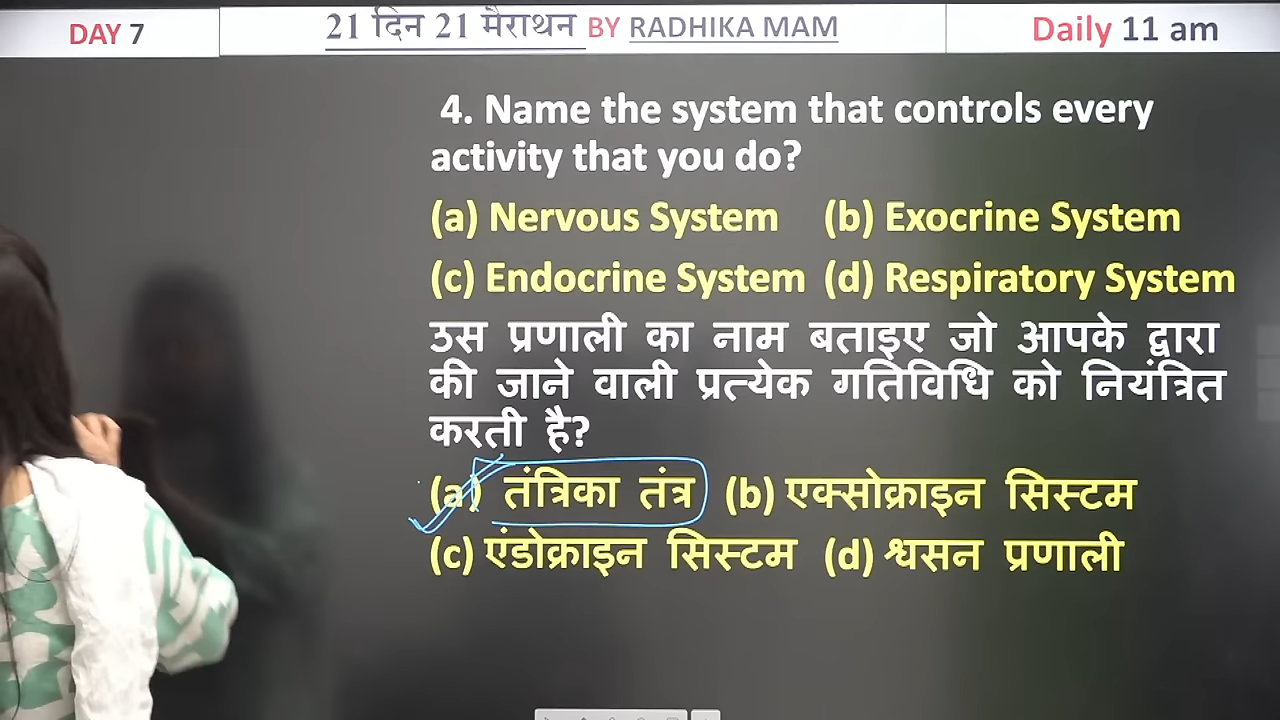 DAY 7
21 दिन 21 मैराथन BY RADHIKA MAM
Daily 11 am
4. Name the system that controls every
activity that you do?
(a) Nervous System (b) Exocrine System
(c) Endocrine System (d) Respiratory System
उस प्रणाली का नाम बताइए जो आपके द्वारा
की जाने वाली प्रत्येक गतिविधि को नियंत्रित
करती है?
(a) तंत्रिका तंत्र (b) एक्सोक्राइन सिस्टम
(c) एंडोक्राइन सिस्टम (d) श्वसन प्रणाली